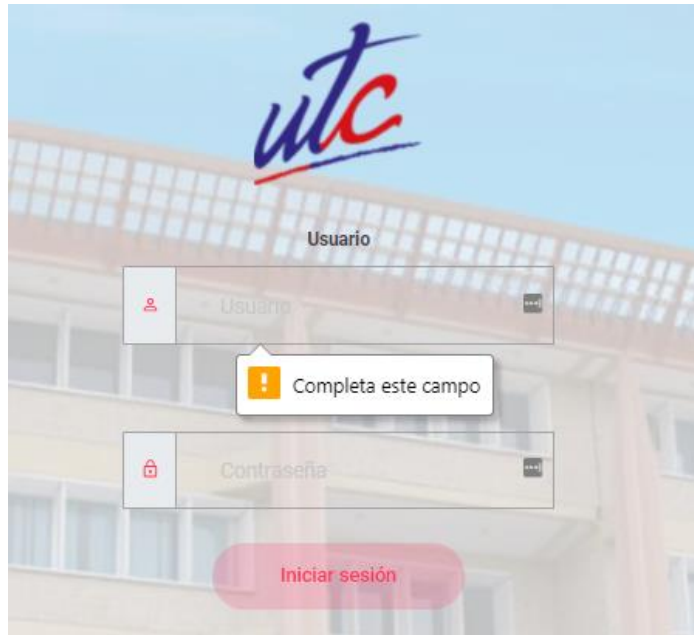 utc
Usuario
Usuario
Completa este campo
Contraseña
Iniciar sesión